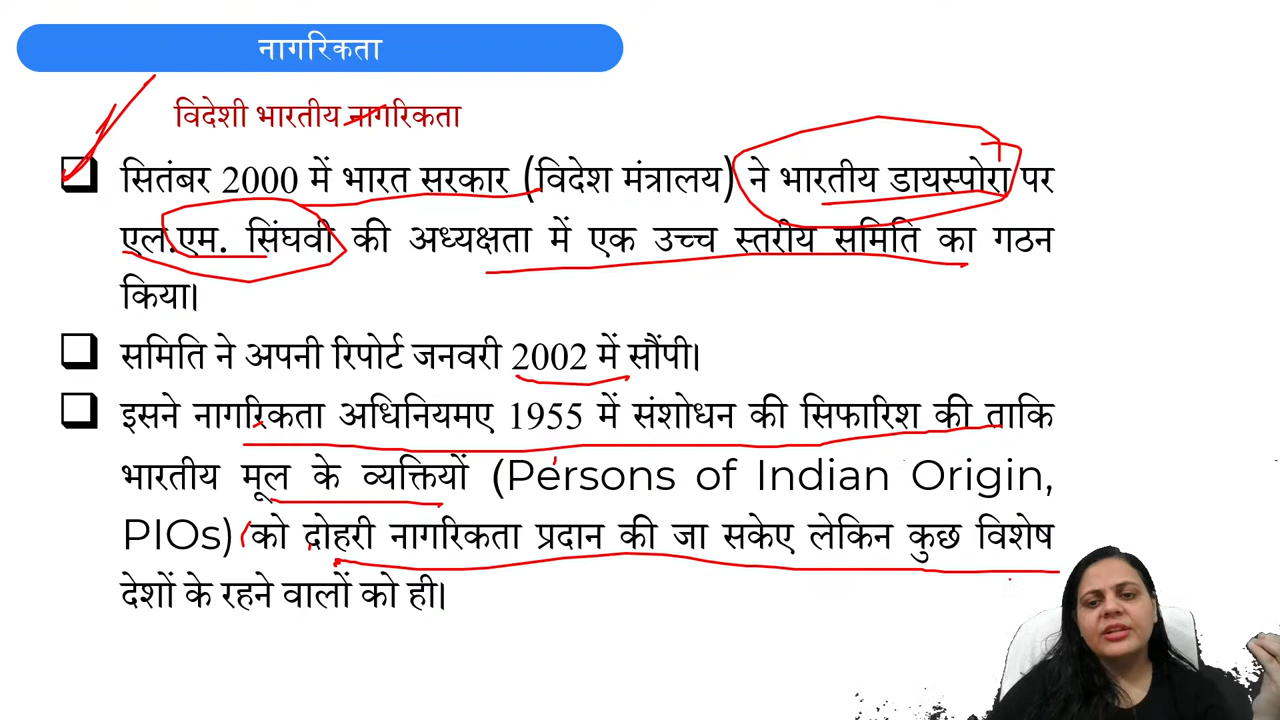 नागरिकता
विदेशी भारतीय नागरिकता
सितंबर 2000 में भारत सरकार (विदेश मंत्रालय) ने भारतीय डायस्पोरा पर
एल.एम. सिंघवी की अध्यक्षता में एक उच्च स्तरीय समिति का गठन
किया।
समिति ने अपनी रिपोर्ट जनवरी 2002 में सौंपी।
इसने नागरिकता अधिनियमए 1955 में संशोधन की सिफारिश की ताकि
भारतीय मूल के व्यक्तियों (Persons of Indian Origin,
PIOs) को दोहरी नागरिकता प्रदान की जा सकेए लेकिन कुछ विशेष
देशों के रहने वालों को ही।